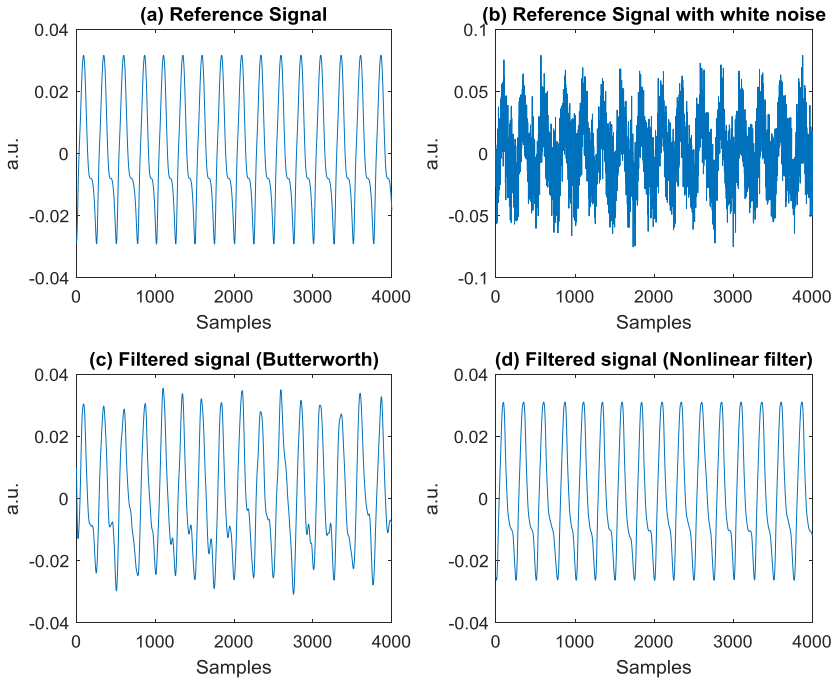 (a) Reference Signal
0.04
0.02
0
-0.02
-0.04
a.u.
0 1000 2000 3000 4000
Samples
(b) Reference Signal with white noise
0.1
0.05
0
-0.05
-0.1
a.u.
0 1000 2000 3000 4000
Samples
(c) Filtered signal (Butterworth)
0.04
0.02
0
-0.02
-0.04
a.u.
0 1000 2000 3000 4000
Samples
(d) Filtered signal (Nonlinear filter)
0.04
0.02
0
-0.02
-0.04
a.u.
0 1000 2000 3000 4000
Samples